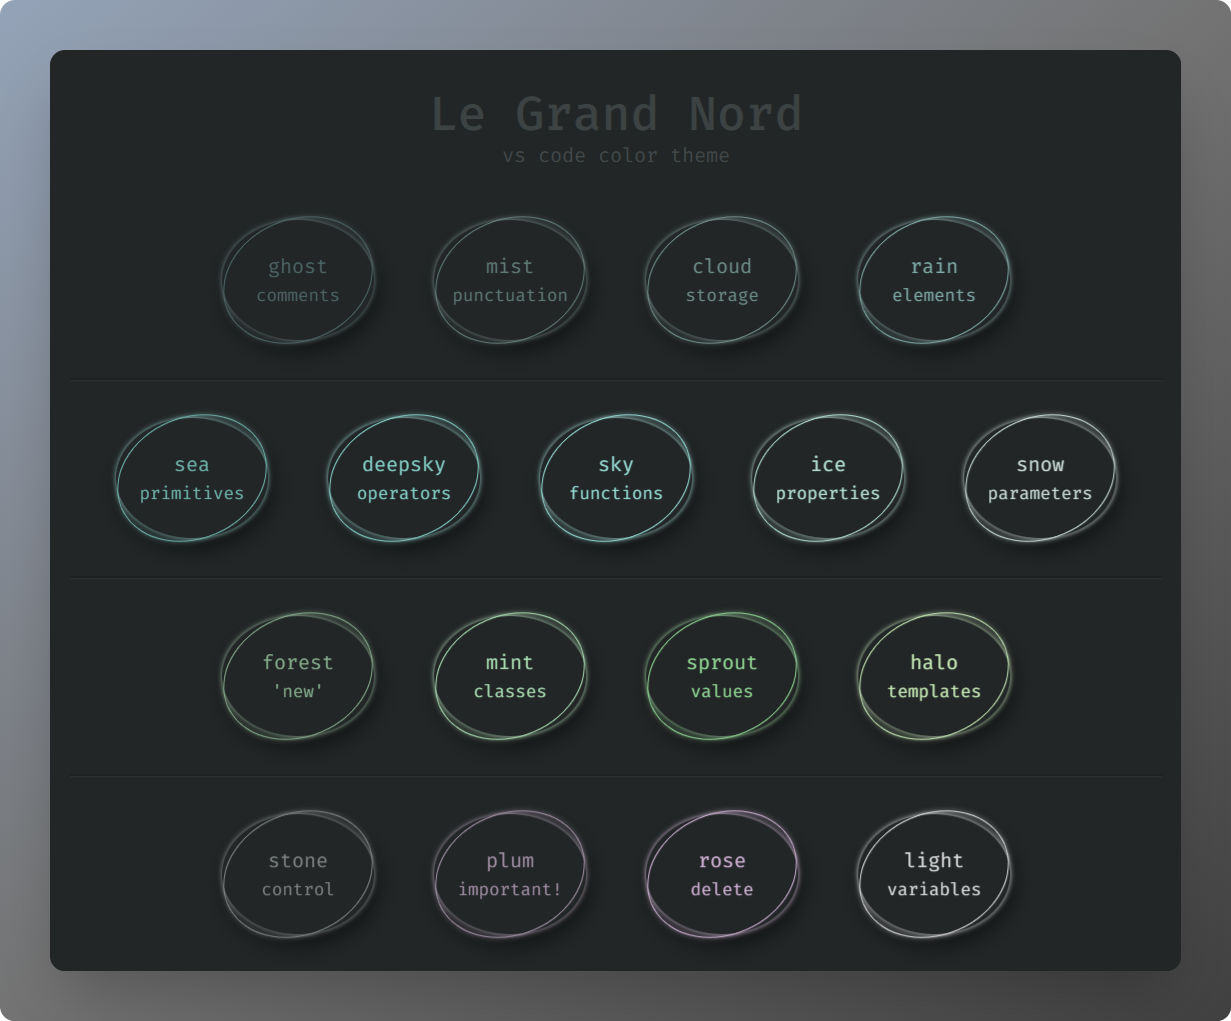 Le Grand Nord
vs code color theme
ghost
comments
mist
punctuation
cloud
storage
rain
elements
sea
primitives
deepsky
operators
sky
functions
ice
properties
snow
parameters
forest
'new'
mint
classes
sprout
values
halo
templates
stone
control
plum
important!
rose
delete
light
variables